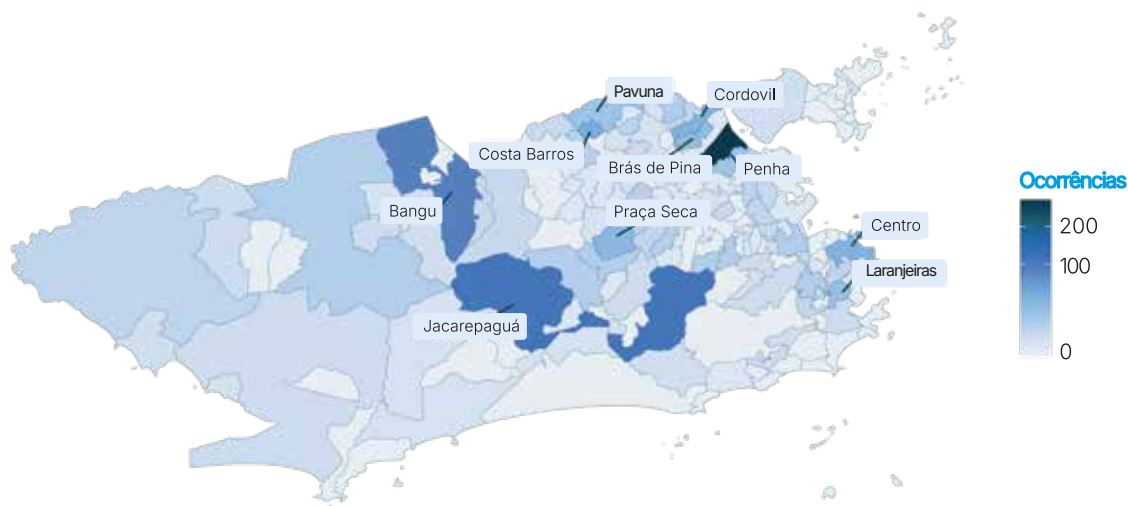 Pavuna
Cordovil
Costa Barros
Brás de Pina
Penha
Bangu
Praça Seca
Centro
Laranjeiras
Jacarepaguá
Ocorrências
200
100
0